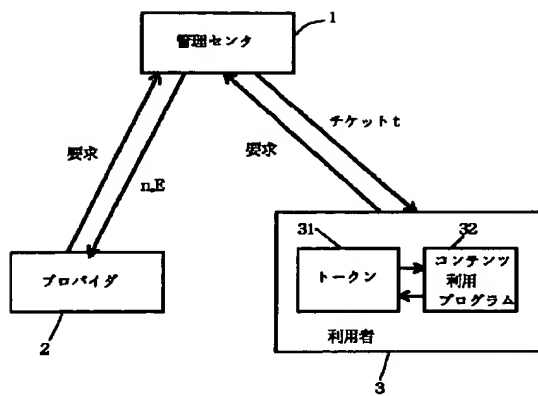 1
管理センタ
チケットt
要求
要求
n,E
31
32
プロバイダ
トークン
コンテンツ
利用
プログラム
利用者
2
3